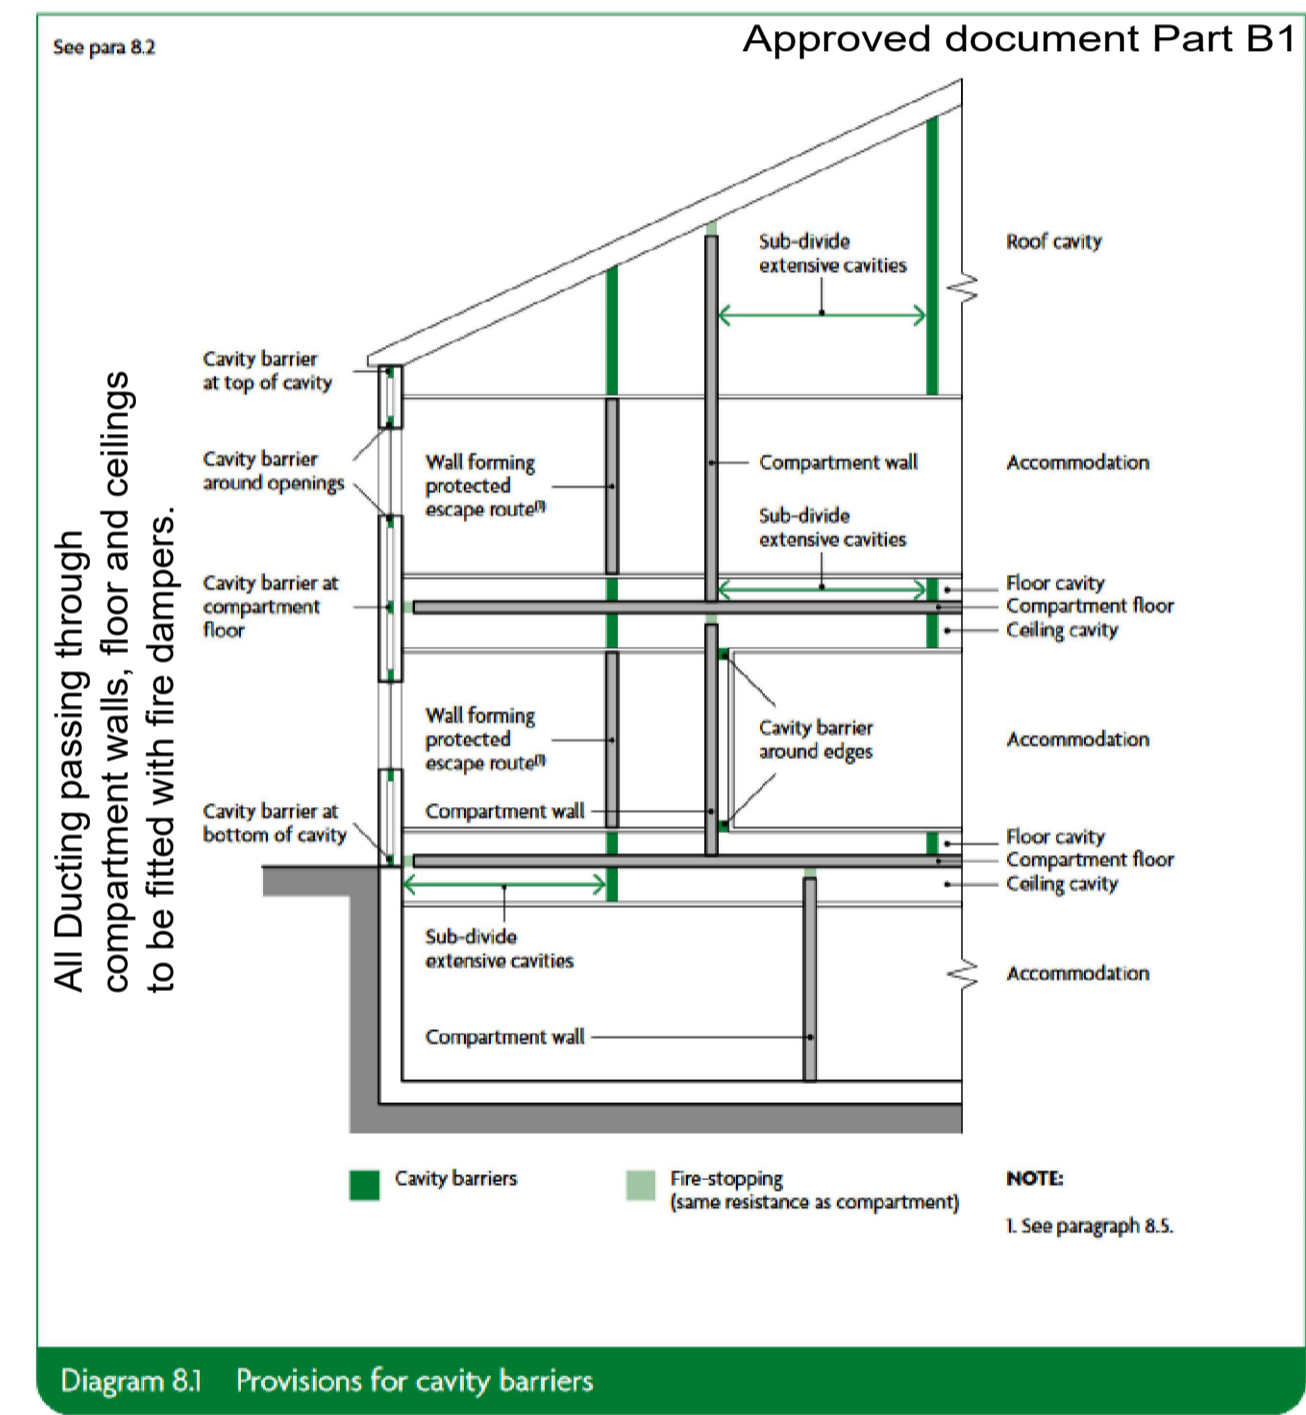 See para 8.2
Approved document Part B1
All Ducting passing through
compartment walls, floor and ceilings
to be fitted with fire dampers.
Sub-divide
extensive cavities
Roof cavity
Cavity barrier
at top of cavity
Cavity barrier
around openings
Wall forming
protected
escape route⁽¹⁾
Compartment wall
Accommodation
Sub-divide
extensive cavities
Cavity barrier at
compartment
floor
Floor cavity
Compartment floor
Ceiling cavity
Wall forming
protected
escape route⁽¹⁾
Cavity barrier
around edges
Accommodation
Cavity barrier at
bottom of cavity
Compartment wall
Floor cavity
Compartment floor
Ceiling cavity
Sub-divide
extensive cavities
Accommodation
Compartment wall
Cavity barriers
Fire-stopping
(same resistance as compartment)
NOTE:
1. See paragraph 8.5.
Diagram 8.1 Provisions for cavity barriers